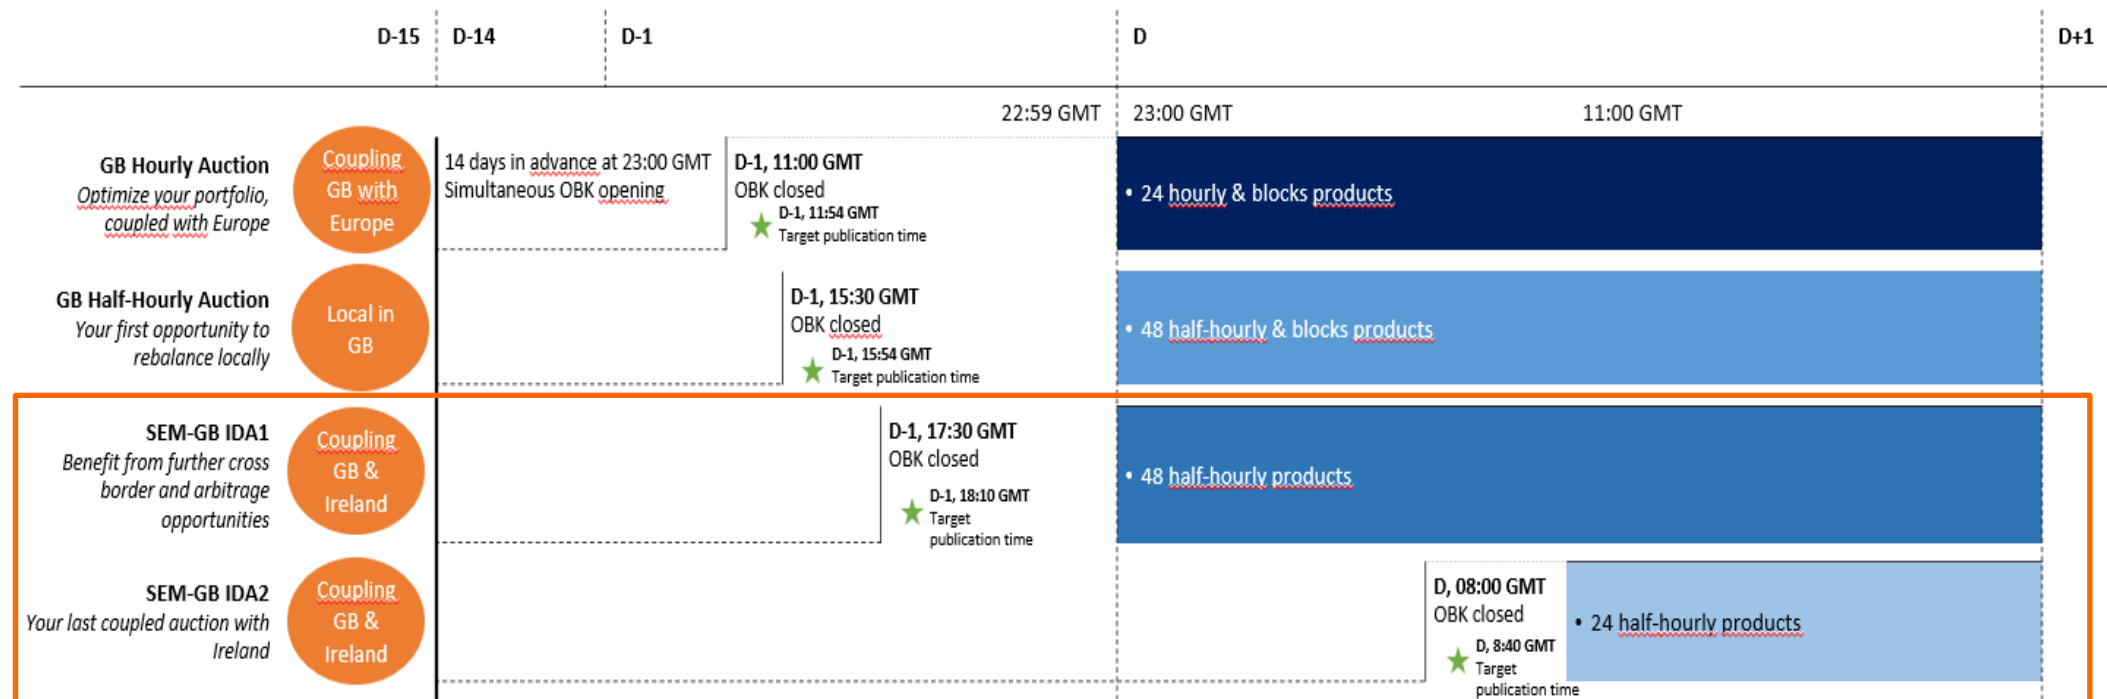 D-15
D-14
D-1
D
D+1
22:59 GMT
23:00 GMT
11:00 GMT
GB Hourly Auction
Optimize your portfolio,
coupled with Europe
Coupling
GB with
Europe
14 days in advance at 23:00 GMT
Simultaneous OBK opening
D-1, 11:00 GMT
OBK closed
D-1, 11:54 GMT
Target publication time
• 24 hourly & blocks products
GB Half-Hourly Auction
Your first opportunity to
rebalance locally
Local in
GB
D-1, 15:30 GMT
OBK closed
D-1, 15:54 GMT
Target publication time
• 48 half-hourly & blocks products
SEM-GB IDA1
Benefit from further cross
border and arbitrage
opportunities
Coupling
GB &
Ireland
D-1, 17:30 GMT
OBK closed
D-1, 18:10 GMT
Target
publication time
• 48 half-hourly products
SEM-GB IDA2
Your last coupled auction with
Ireland
Coupling
GB &
Ireland
D, 08:00 GMT
OBK closed
D, 8:40 GMT
Target
publication time
• 24 half-hourly products